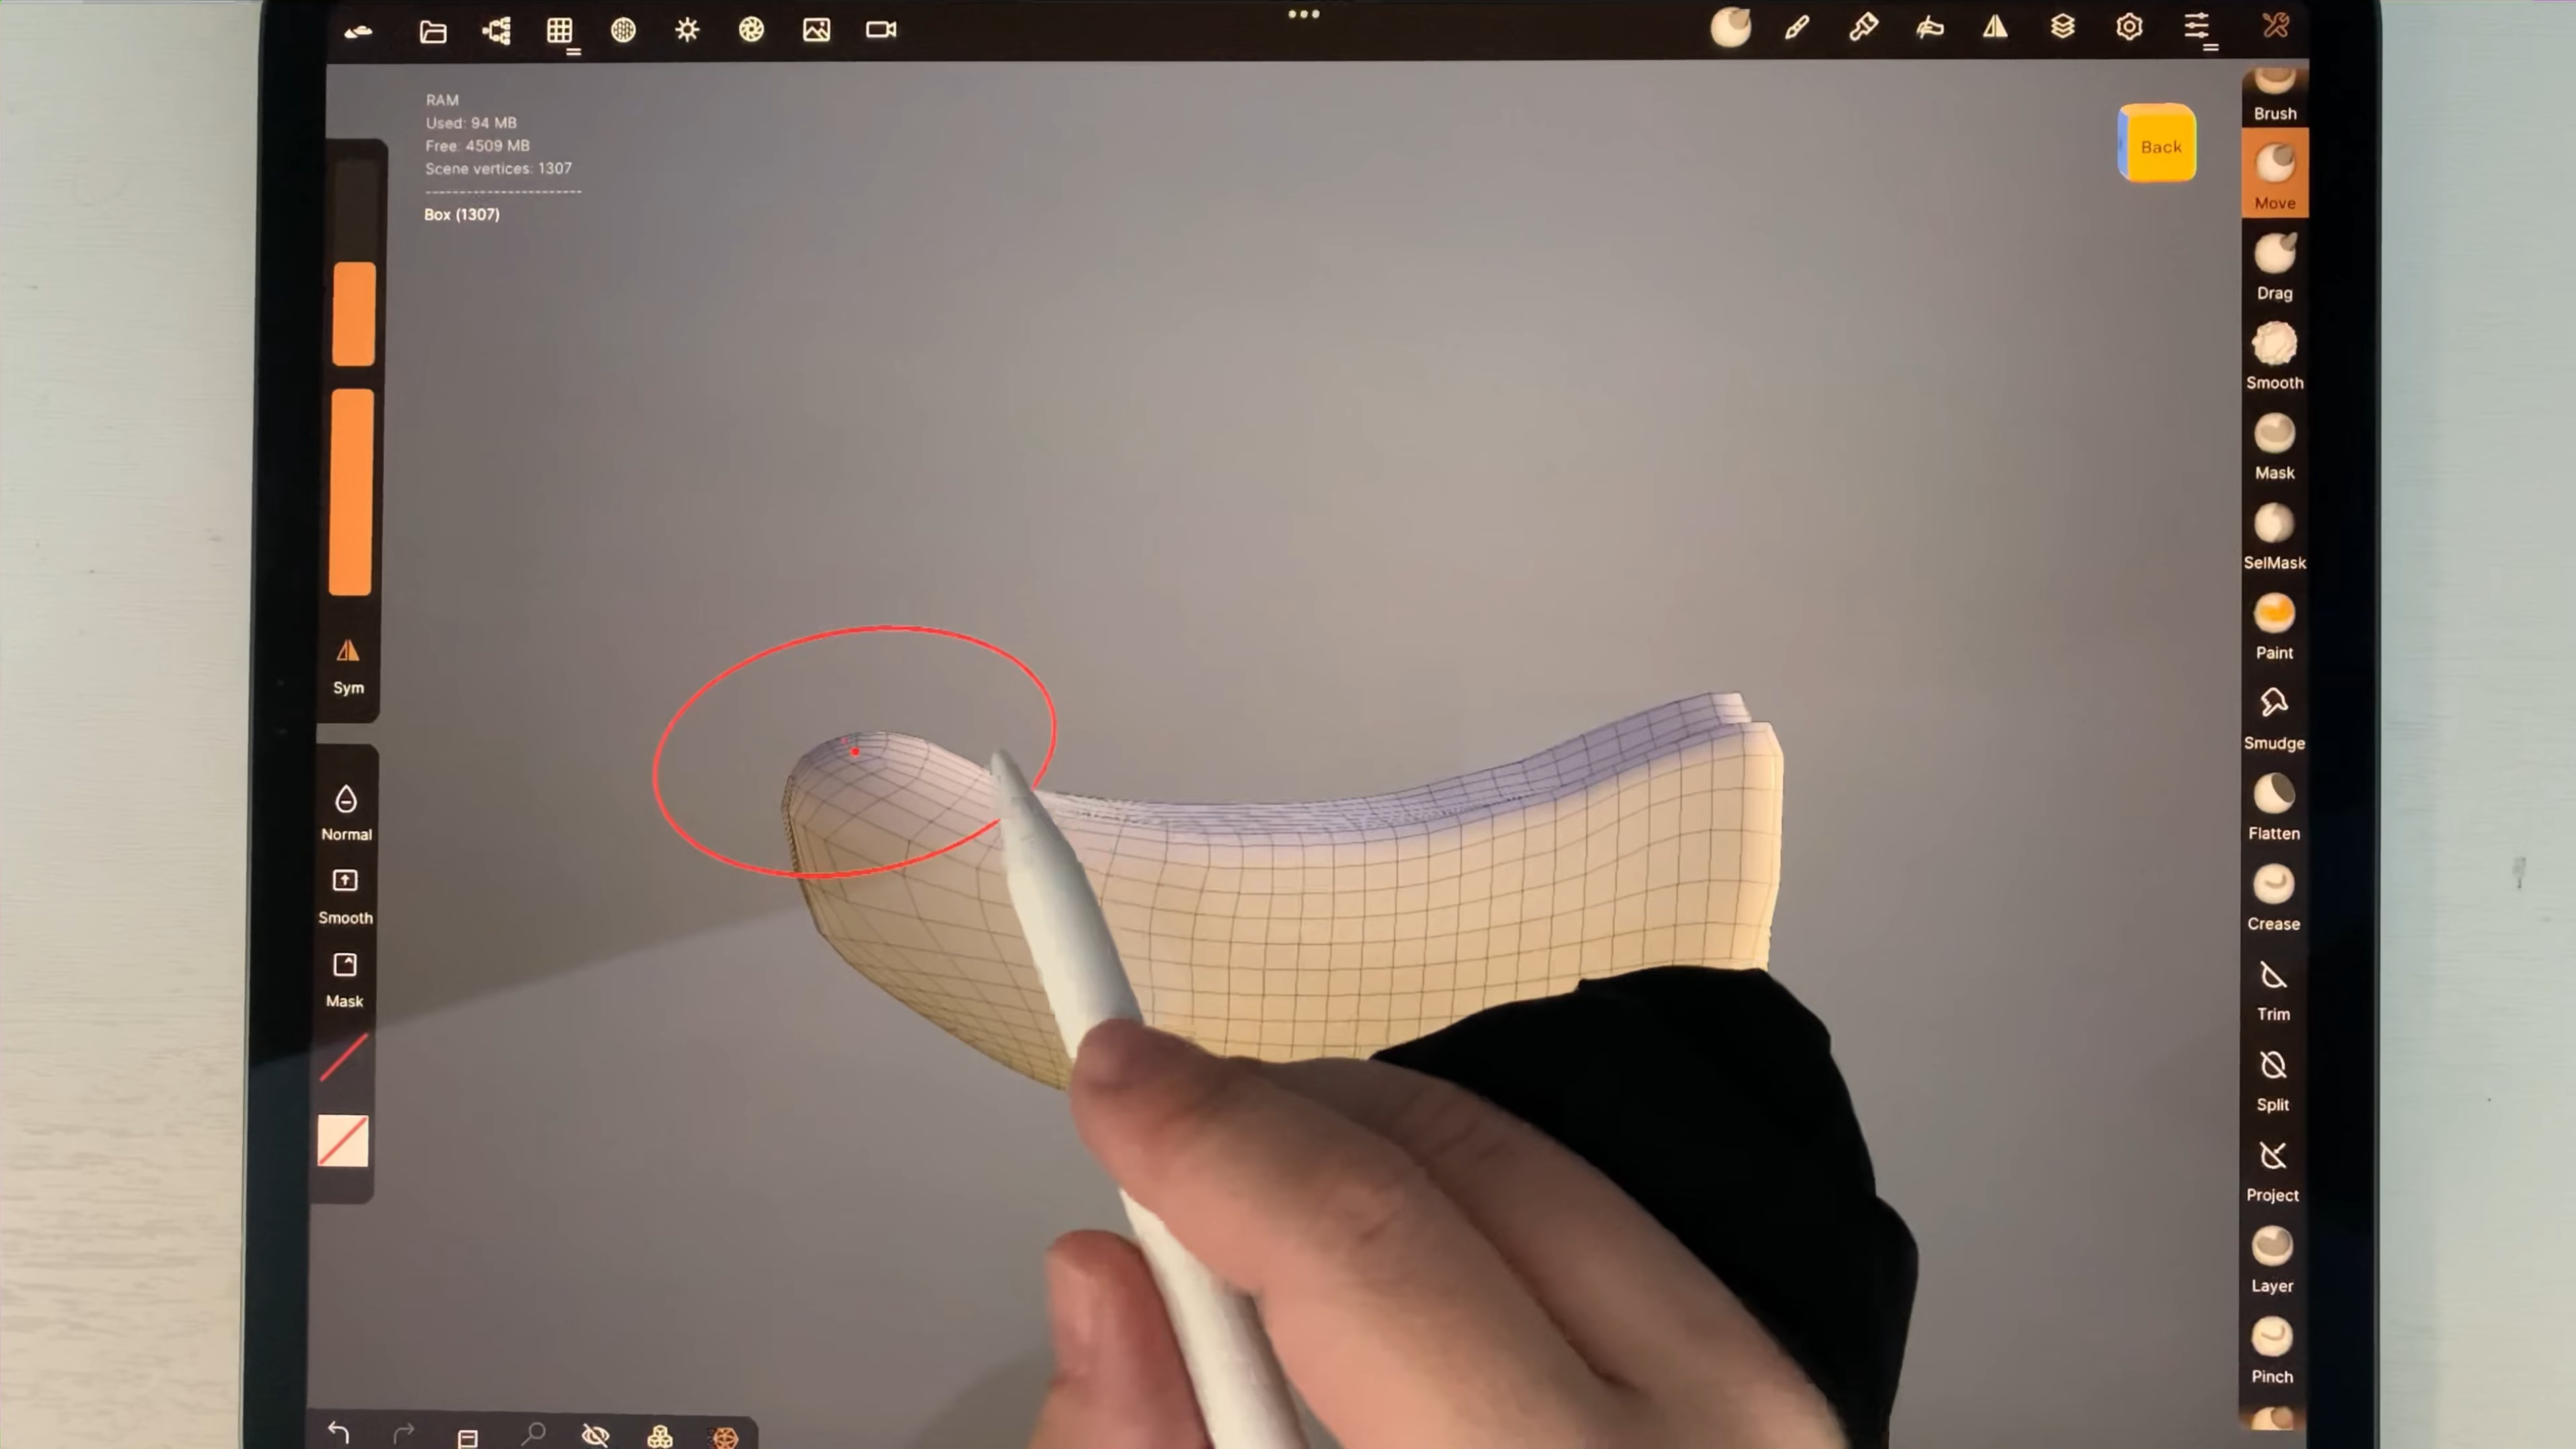 RAM
Used: 94 MB
Free: 4509 MB
Scene vertices: 1307
-----------------------
Box (1307)
Back
Sym
Normal
Smooth
Mask
Brush
Move
Drag
Smooth
Mask
SelMask
Paint
Smudge
Flatten
Crease
Trim
Split
Project
Layer
Pinch